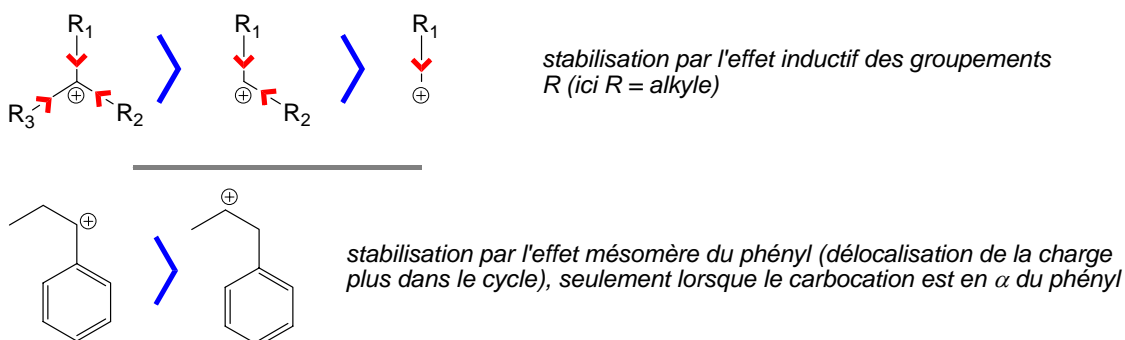 R1 R1 R1
stabilisation par l'effet inductif des groupements
R (ici R = alkyle)
⊕ ⊕ ⊕
R3 R2 R2
⊕
⊕
stabilisation par l'effet mésomère du phényl (délocalisation de la charge
plus dans le cycle), seulement lorsque le carbocation est en α du phényl